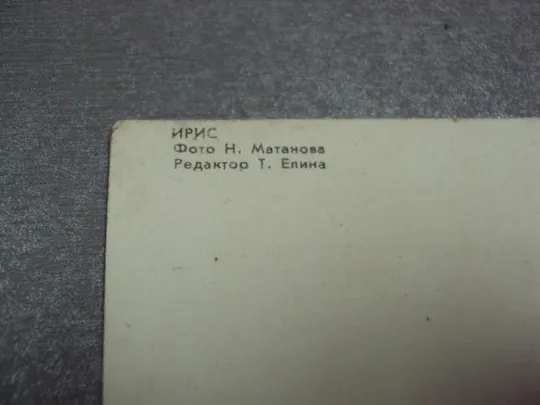 ИРИС
Фото Н. Матанова
Редактор Т. Елина